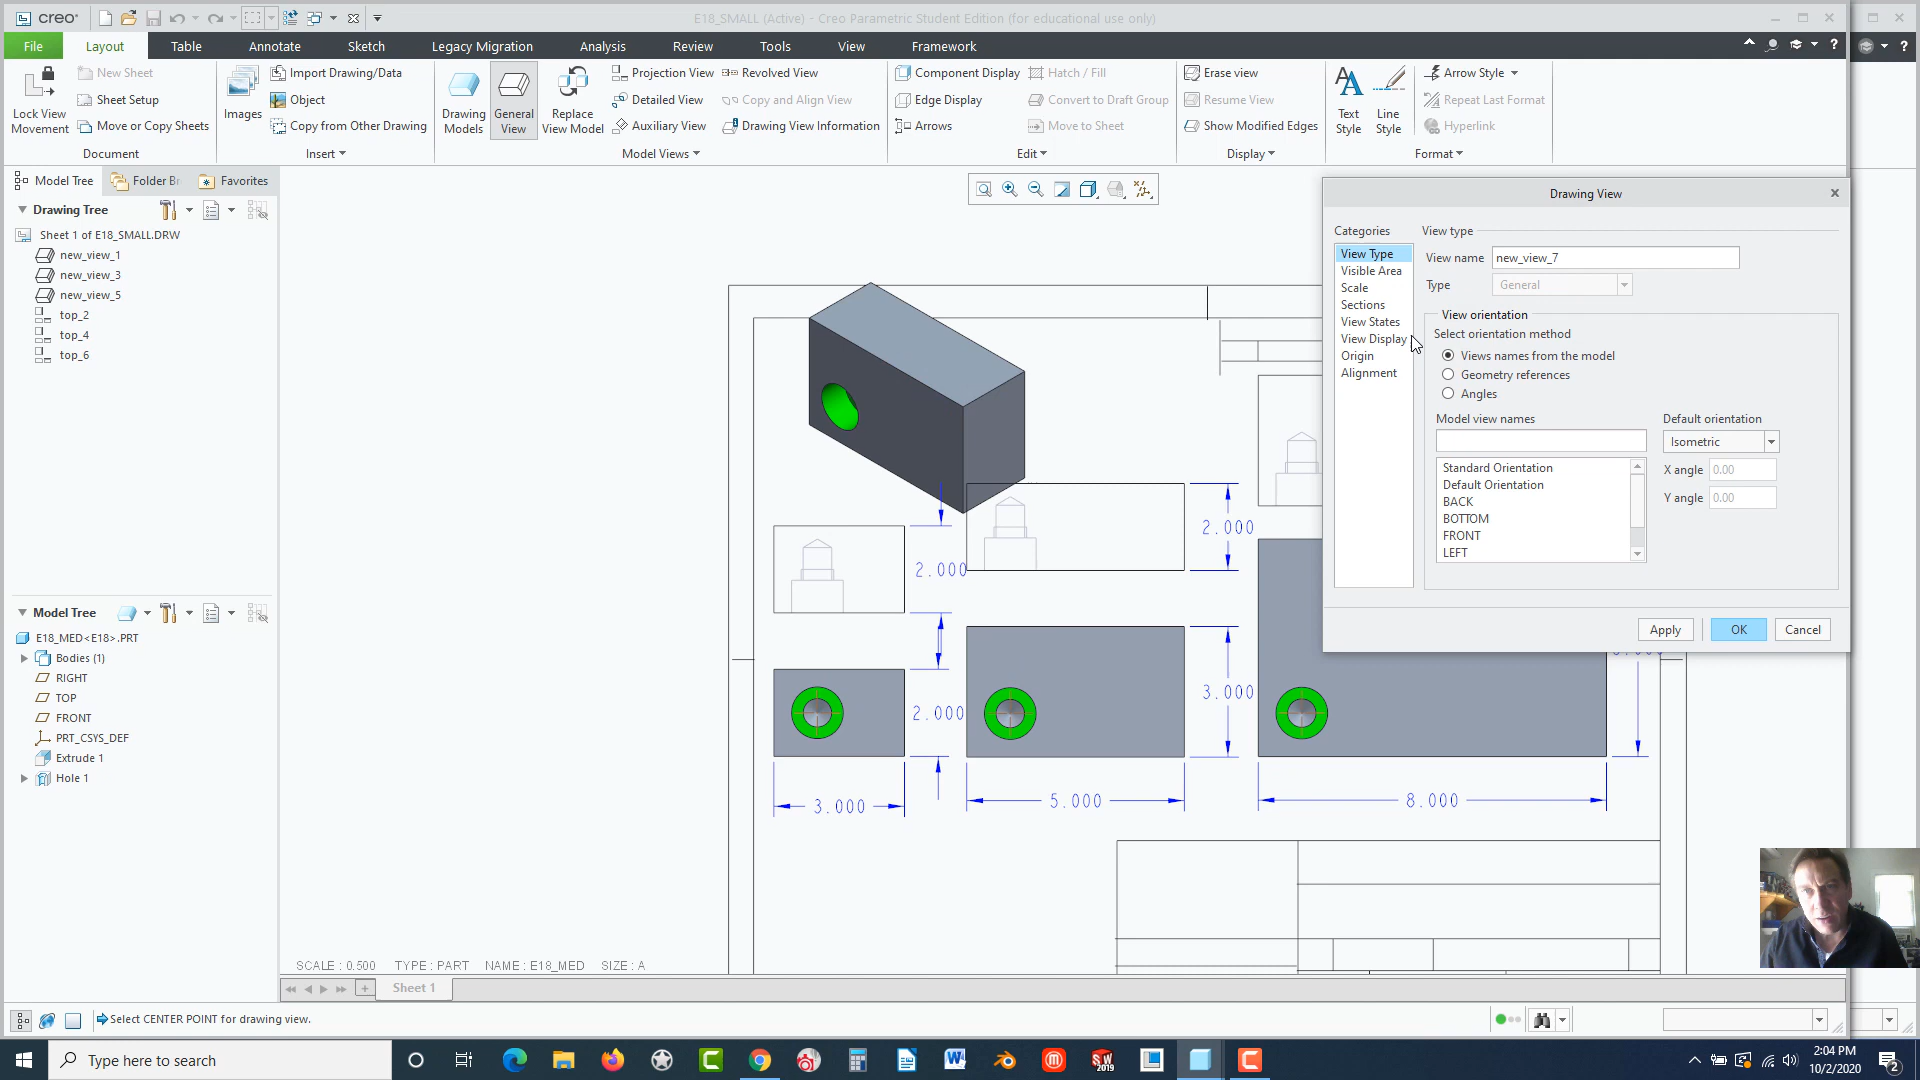 creo
E18_SMALL (Active) - Creo Parametric Student Edition (for educational use only)
File
Layout
Table
Annotate
Sketch
Legacy Migration
Analysis
Review
Tools
View
Framework
Lock View
Movement
New Sheet
Sheet Setup
Move or Copy Sheets
Document
Images
Import Drawing/Data
Object
Copy from Other Drawing
Insert
Drawing
Models
General
View
Replace
View Model
Projection View
Detailed View
Auxiliary View
Revolved View
Copy and Align View
Drawing View Information
Model Views
Component Display
Edge Display
Arrows
Hatch / Fill
Convert to Draft Group
Move to Sheet
Edit
Erase view
Resume View
Show Modified Edges
Display
Text
Style
Line
Style
Arrow Style
Repeat Last Format
Hyperlink
Format
Model Tree
Folder Br
Favorites
Drawing Tree
Sheet 1 of E18_SMALL.DRW
new_view_1
new_view_3
new_view_5
top_2
top_4
top_6
Model Tree
E18_MED<E18>.PRT
Bodies (1)
RIGHT
TOP
FRONT
PRT_CSYS_DEF
Extrude 1
Hole 1
2.000
2.000
2.000
3.000
3.000
5.000
8.000
SCALE : 0.500 TYPE : PART NAME : E18_MED SIZE : A
Sheet 1
Select CENTER POINT for drawing view.
Drawing View
Categories
View Type
Visible Area
Scale
Sections
View States
View Display
Origin
Alignment
View type
View name new_view_7
Type General
View orientation
Select orientation method
Views names from the model
Geometry references
Angles
Model view names
Default orientation
Isometric
Standard Orientation
Default Orientation
BACK
BOTTOM
FRONT
LEFT
X angle 0.00
Y angle 0.00
Apply
OK
Cancel
Type here to search
2:04 PM
10/2/2020
2